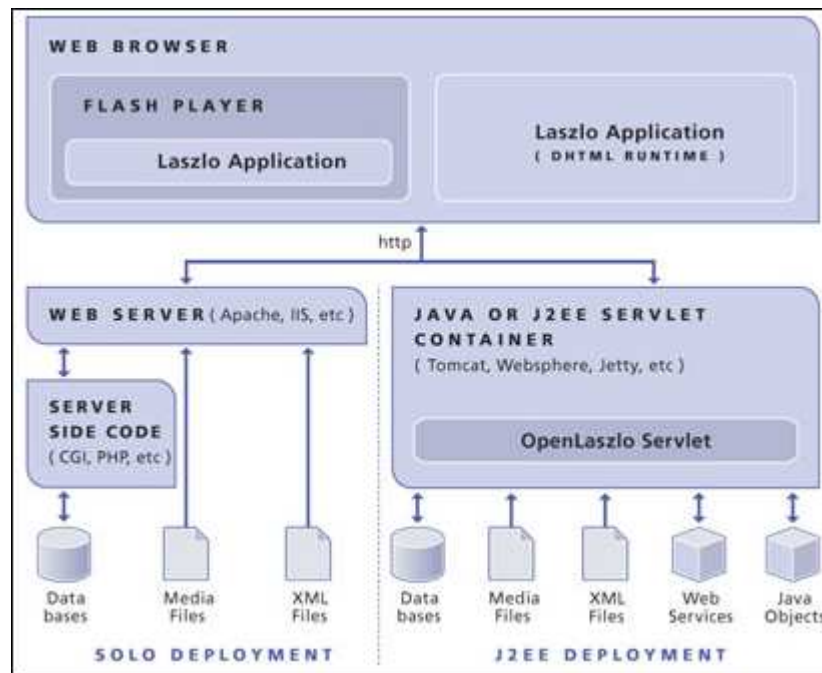 WEB BROWSER
FLASH PLAYER
Laszlo Application
Laszlo Application
( DHTML RUNTIME )
http
WEB SERVER ( Apache, IIS, etc )
JAVA OR J2EE SERVLET
CONTAINER
( Tomcat, Websphere, Jetty, etc )
OpenLaszlo Servlet
SERVER
SIDE CODE
( CGI, PHP, etc )
Data
bases
Media
Files
XML
Files
Data
bases
Media
Files
XML
Files
Web
Services
Java
Objects
SOLO DEPLOYMENT
J2EE DEPLOYMENT